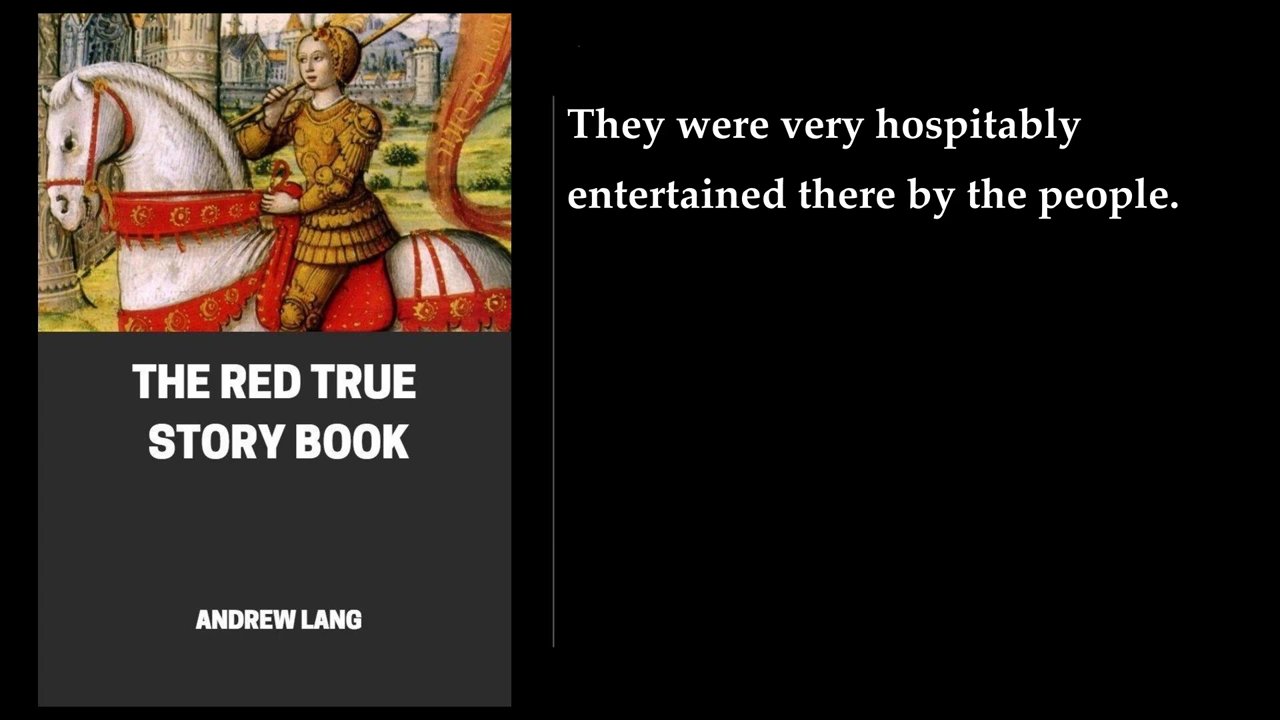 THE RED TRUE
STORY BOOK
ANDREW LANG
They were very hospitably
entertained there by the people.